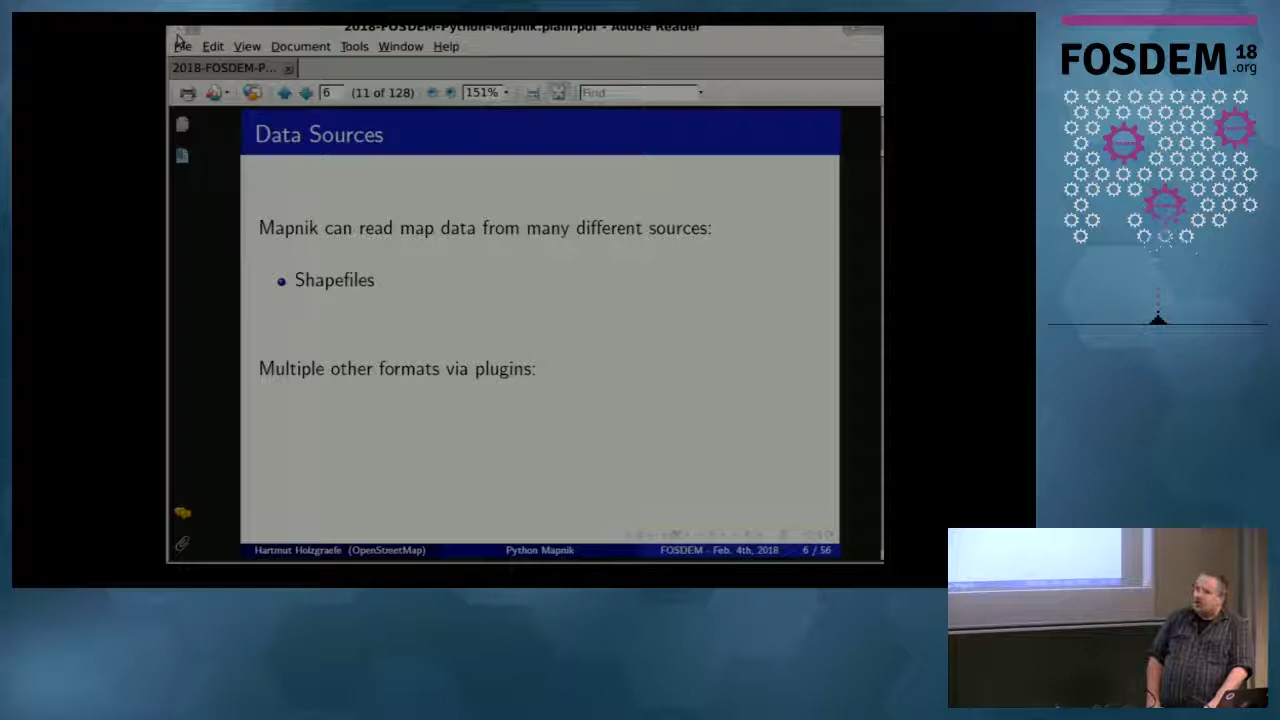 2018-FOSDEM-Python-Mapnik.plain.pdf - Adobe Reader
File Edit View Document Tools Window Help
2018-FOSDEM-P...
6 (11 of 128) 151% Find
Data Sources
Mapnik can read map data from many different sources:
Shapefiles
Multiple other formats via plugins:
Hartmut Holzgraefe (OpenStreetMap) Python Mapnik FOSDEM - Feb. 4th, 2018 6 / 56
FOSDEM 18
.org